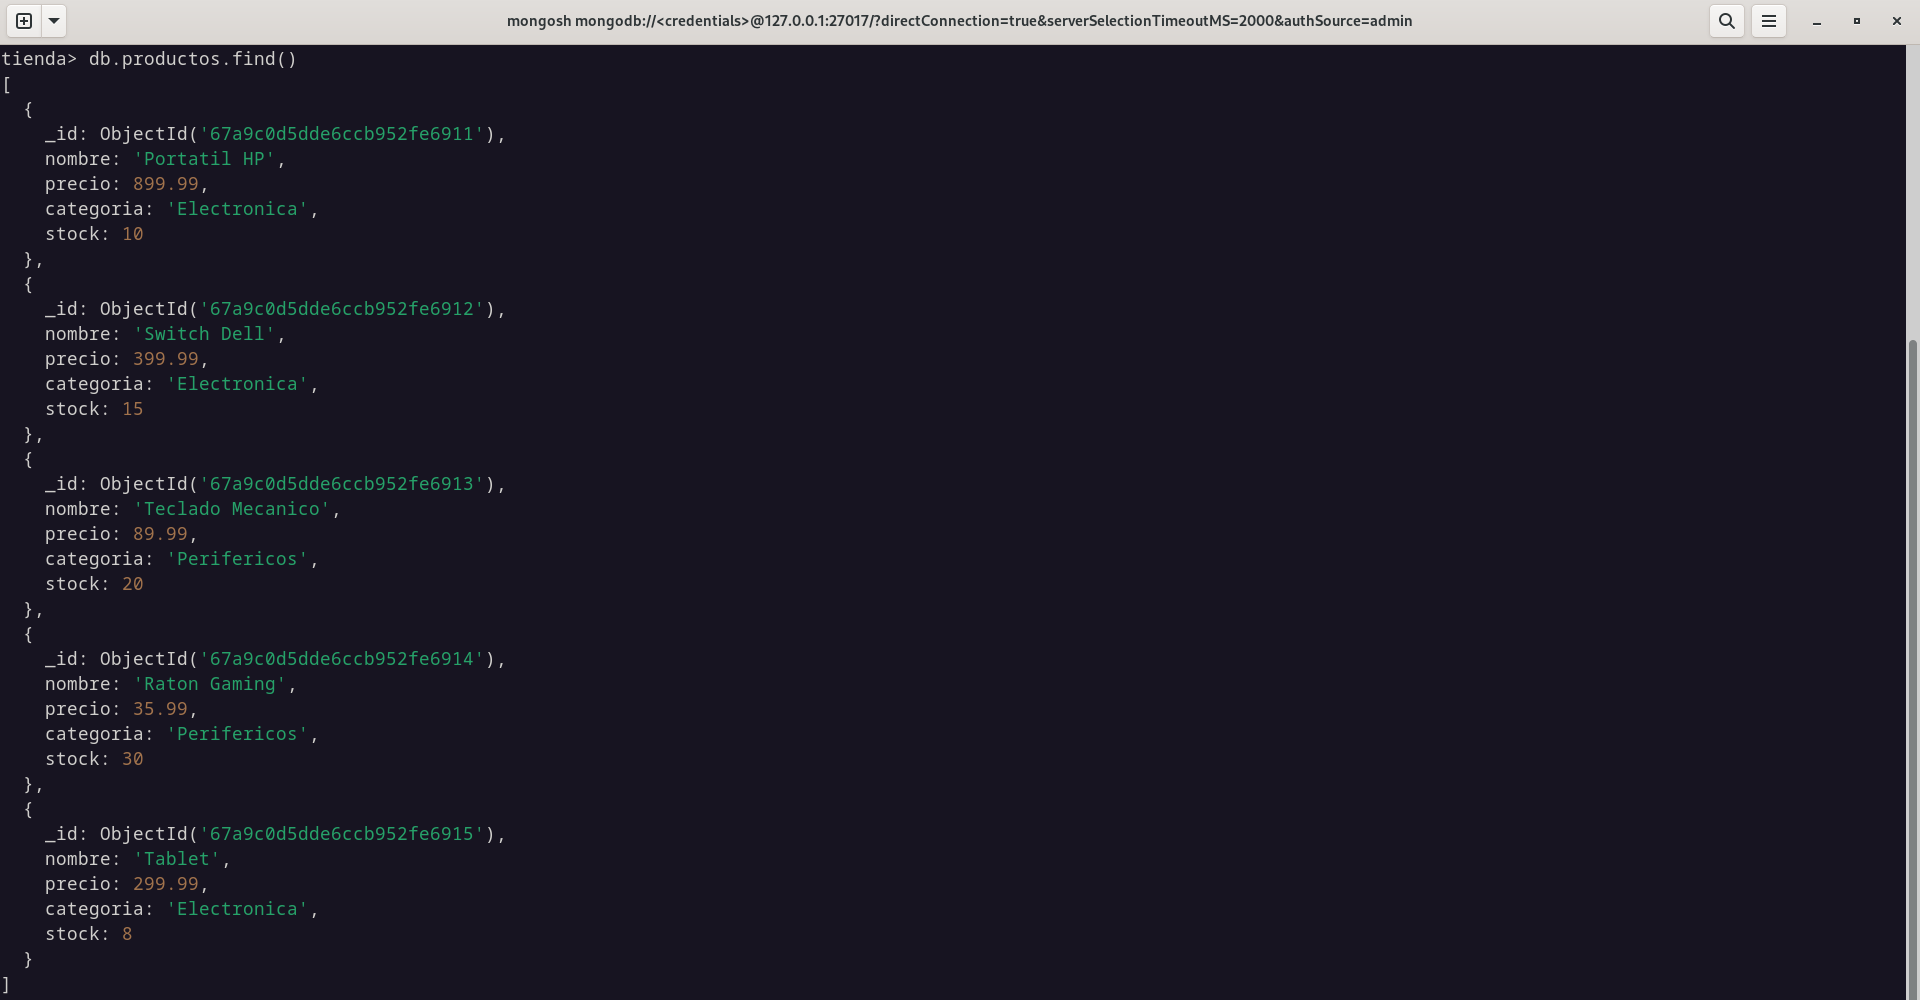 mongosh mongodb://<credentials>@127.0.0.1:27017/?directConnection=true&serverSelectionTimeoutMS=2000&authSource=admin
tienda> db.productos.find()
[
  {
    _id: ObjectId('67a9c0d5dde6ccb952fe6911'),
    nombre: 'Portatil HP',
    precio: 899.99,
    categoria: 'Electronica',
    stock: 10
  },
  {
    _id: ObjectId('67a9c0d5dde6ccb952fe6912'),
    nombre: 'Switch Dell',
    precio: 399.99,
    categoria: 'Electronica',
    stock: 15
  },
  {
    _id: ObjectId('67a9c0d5dde6ccb952fe6913'),
    nombre: 'Teclado Mecanico',
    precio: 89.99,
    categoria: 'Perifericos',
    stock: 20
  },
  {
    _id: ObjectId('67a9c0d5dde6ccb952fe6914'),
    nombre: 'Raton Gaming',
    precio: 35.99,
    categoria: 'Perifericos',
    stock: 30
  },
  {
    _id: ObjectId('67a9c0d5dde6ccb952fe6915'),
    nombre: 'Tablet',
    precio: 299.99,
    categoria: 'Electronica',
    stock: 8
  }
]